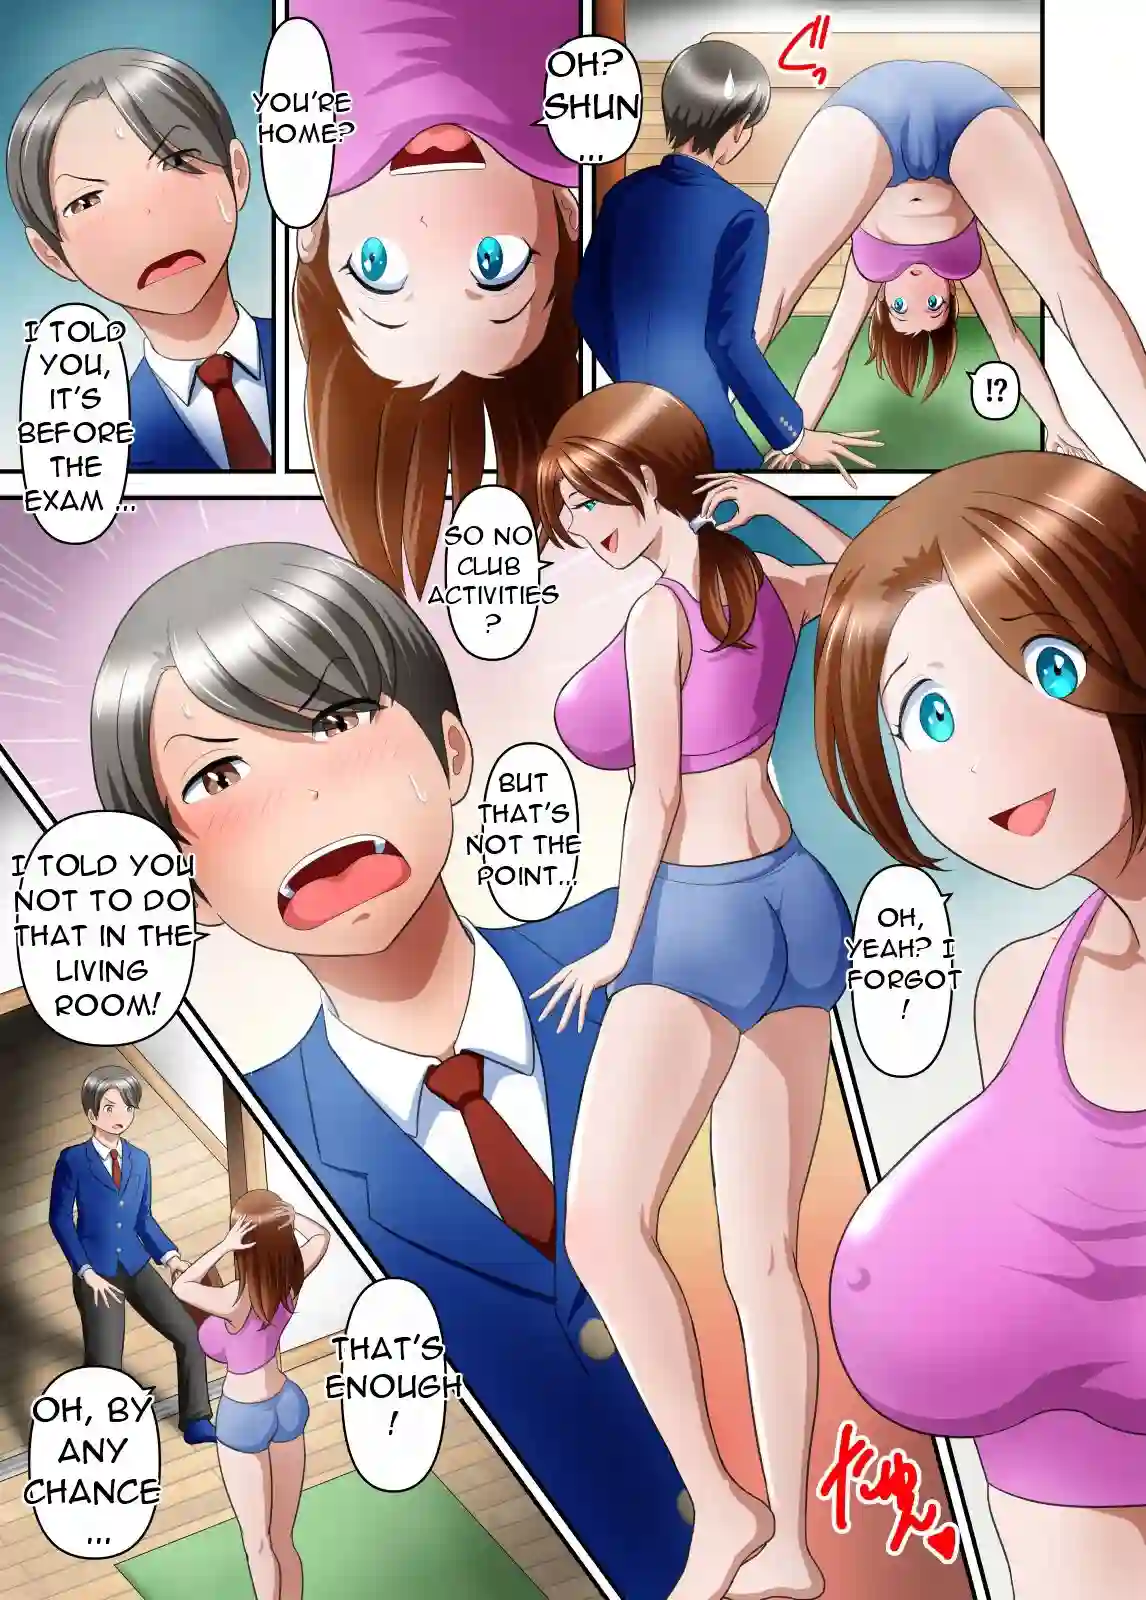 OH?
SHUN
...
!?
YOU'RE
HOME?
I TOLD
YOU,
IT'S
BEFORE
THE
EXAM ...
OH,
YEAH? I
FORGOT
!
SO NO
CLUB
ACTIVITIES
?
BUT
THAT'S
NOT THE
POINT...
I TOLD YOU
NOT TO DO
THAT IN THE
LIVING
ROOM!
THAT'S
ENOUGH
!
OH, BY
ANY
CHANCE
...